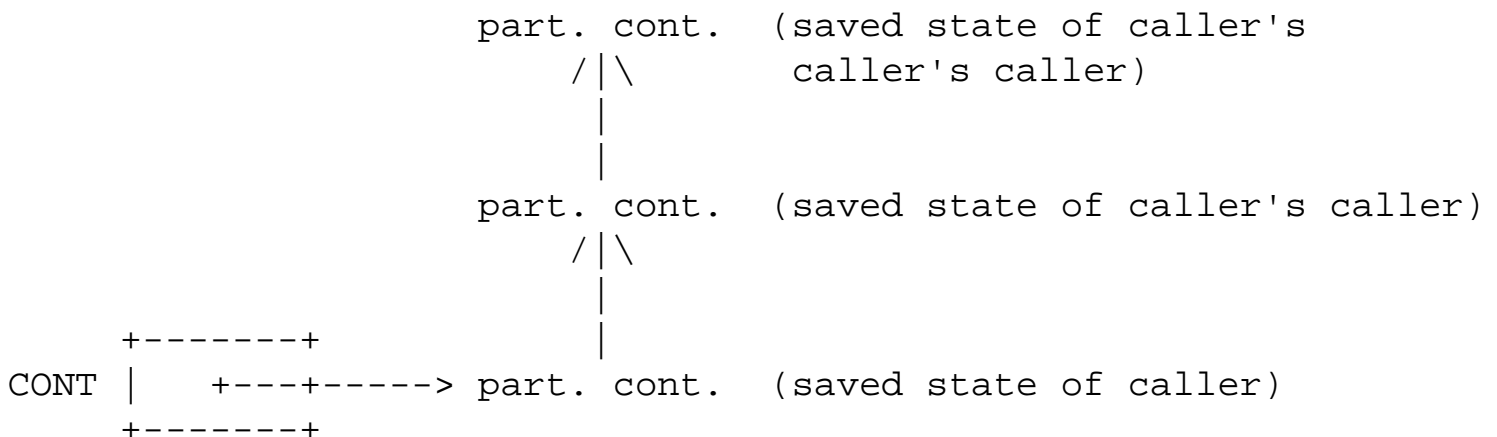 part. cont. (saved state of caller's
/|\ caller's caller)
|
|
part. cont. (saved state of caller's caller)
/|\
|
+-------+ |
CONT | +---+-----> part. cont. (saved state of caller)
+-------+